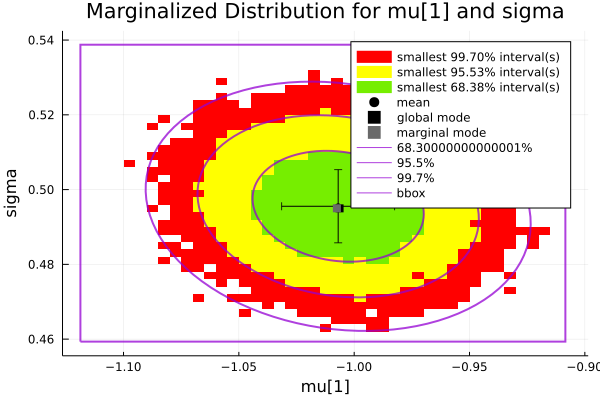 Marginalized Distribution for mu[1] and sigma
0.54
smallest 99.70% interval(s)
smallest 95.53% interval(s)
smallest 68.38% interval(s)
mean
global mode
marginal mode
68.30000000000001%
95.5%
99.7%
bbox
0.52
0.50
0.48
0.46
sigma
−1.10
−1.05
−1.00
−0.95
−0.90
mu[1]